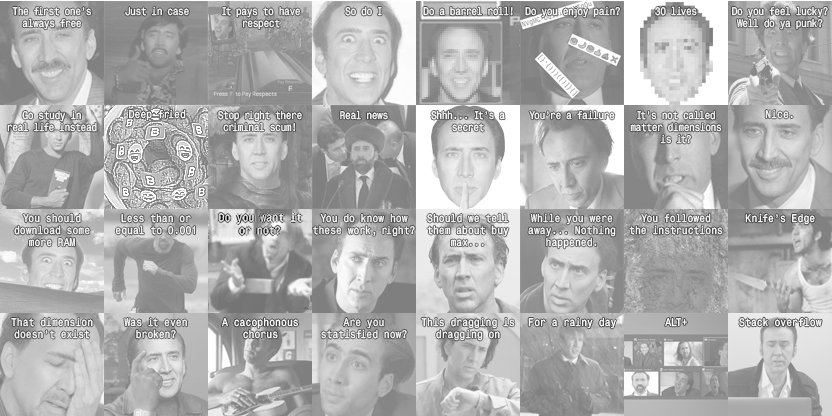 The first one's
always free
Just in case
It pays to have
respect
Press F to Pay Respects
F
So do I
Do a barrel roll!
Do you enjoy pain?
30 lives
Do you feel lucky?
Well do ya punk?
Go study in
real life instead
Deep fried
B
B
B
B
Stop right there
criminal scum!
Real news
Shhh... It's a
secret
You're a failure
It's not called
matter dimensions
is it?
Nice.
You should
download some
more RAM
Less than or
equal to 0.001
Do you want it
or not?
You do know how
these work, right?
Should we tell
them about buy
max...
While you were
away... Nothing
happened.
You followed
the instructions
Knife's Edge
That dimension
doesn't exist
Was it even
broken?
A cacophonous
chorus
Are you
statisfied now?
This dragging is
dragging on
For a rainy day
ALT+
Stack overflow